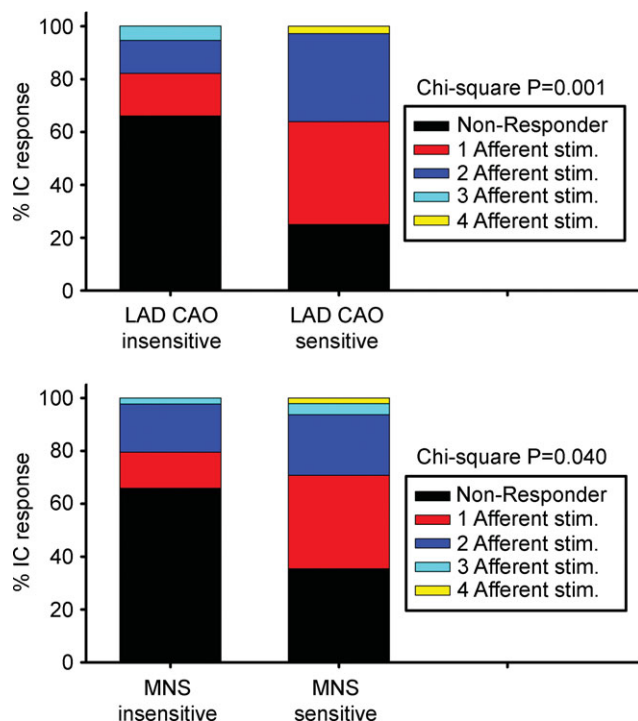 % IC response
100
80
60
40
20
0
LAD CAO
insensitive
LAD CAO
sensitive
Chi-square P=0.001
Non-Responder
1 Afferent stim.
2 Afferent stim.
3 Afferent stim.
4 Afferent stim.
% IC response
100
80
60
40
20
0
MNS
insensitive
MNS
sensitive
Chi-square P=0.040
Non-Responder
1 Afferent stim.
2 Afferent stim.
3 Afferent stim.
4 Afferent stim.